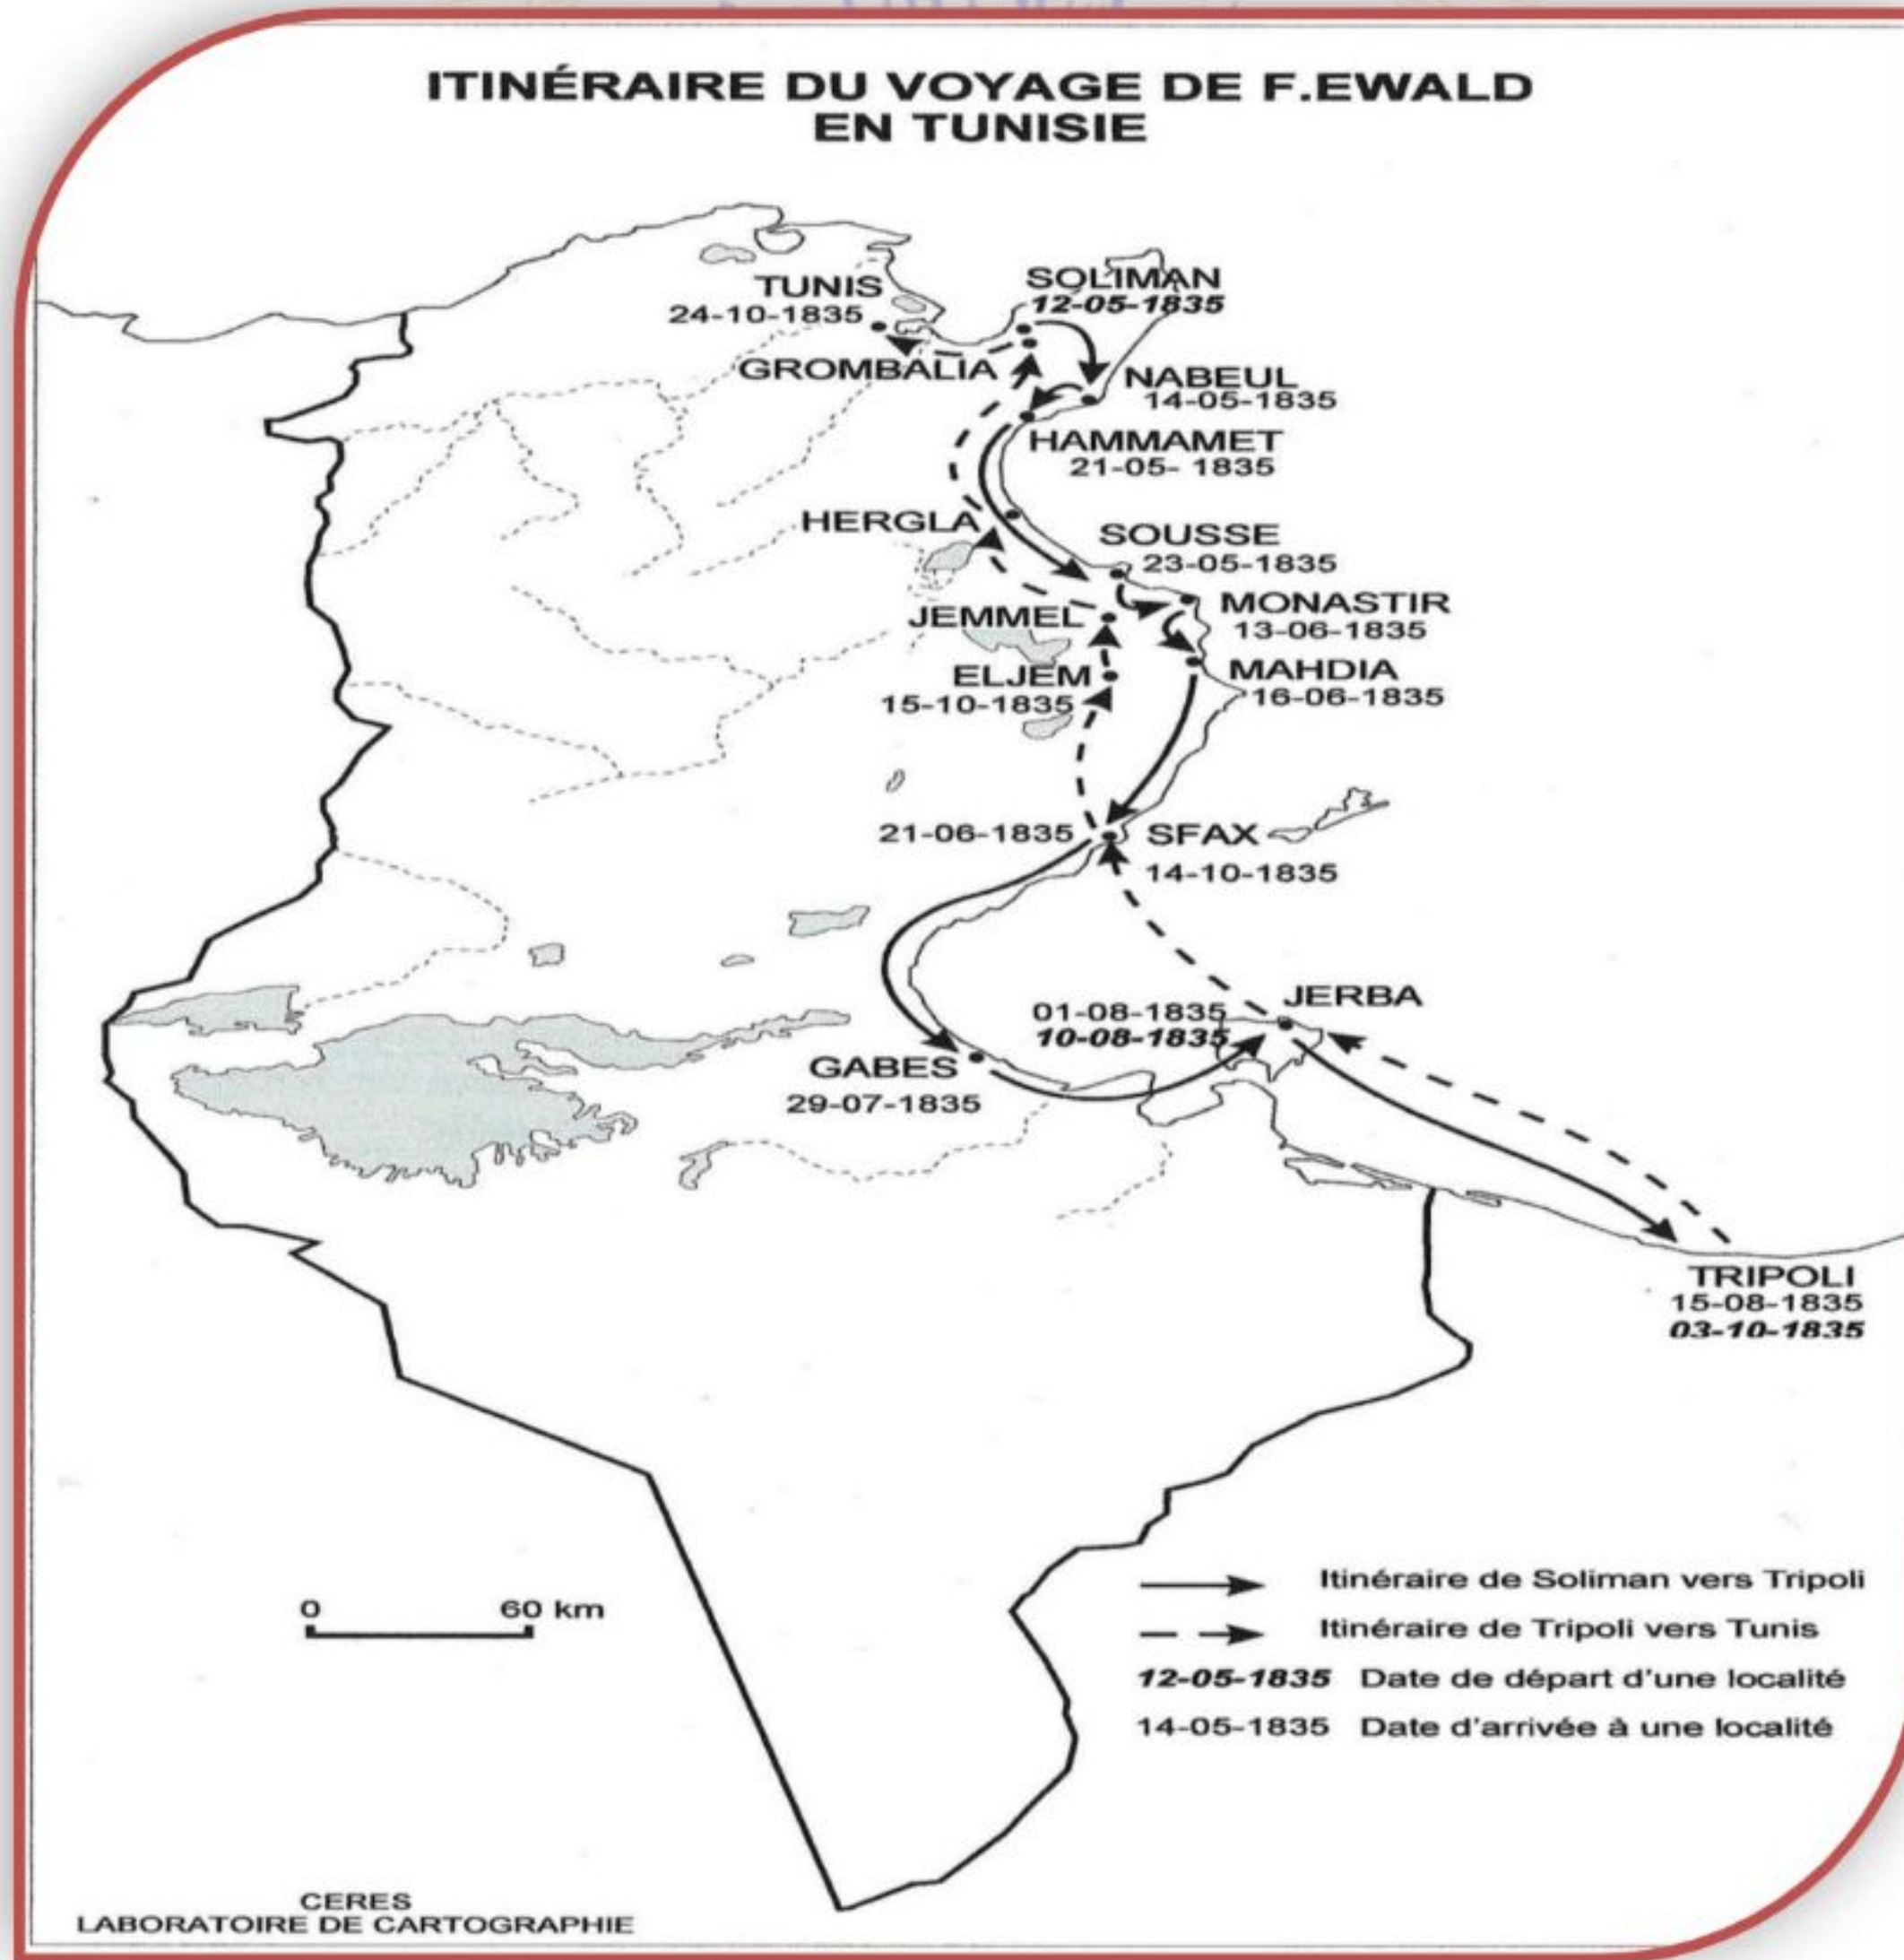 ITINÉRAIRE DU VOYAGE DE F.EWALD
EN TUNISIE
TUNIS
24-10-1835
SOLIMAN
12-05-1835
GROMBALIA
NABEUL
14-05-1835
HAMMAMET
21-05- 1835
HERGLA
SOUSSE
23-05-1835
JEMMEL
MONASTIR
13-06-1835
ELJEM
15-10-1835
MAHDIA
16-06-1835
21-06-1835
SFAX
14-10-1835
JERBA
01-08-1835
10-08-1835
GABES
29-07-1835
TRIPOLI
15-08-1835
03-10-1835
Itinéraire de Soliman vers Tripoli
Itinéraire de Tripoli vers Tunis
12-05-1835 Date de départ d'une localité
14-05-1835 Date d'arrivée à une localité
0 60 km
CERES
LABORATOIRE DE CARTOGRAPHIE